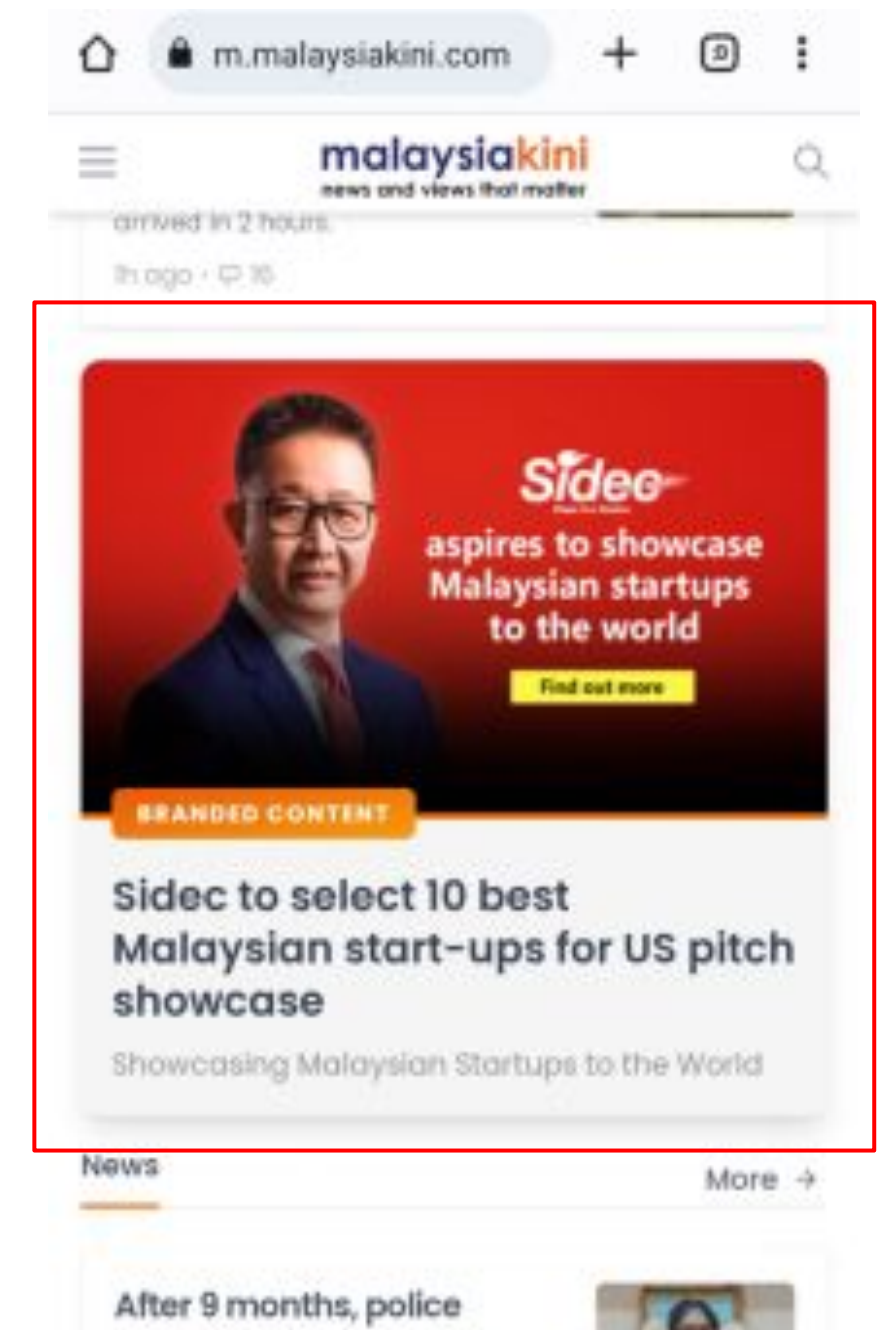 m.malaysiakini.com
malaysiakini
news and views that matter
arrived in 2 hours.
1h ago • 16
Sidec
aspires to showcase
Malaysian startups
to the world
Find out more
BRANDED CONTENT
Sidec to select 10 best
Malaysian start-ups for US pitch
showcase
Showcasing Malaysian Startups to the World
News
More →
After 9 months, police